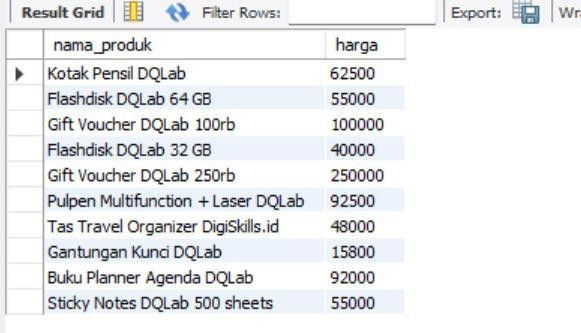 Result Grid Filter Rows: Export: Wr
nama_produk harga
Kotak Pensil DQLab 62500
Flashdisk DQLab 64 GB 55000
Gift Voucher DQLab 100rb 100000
Flashdisk DQLab 32 GB 40000
Gift Voucher DQLab 250rb 250000
Pulpen Multifunction + Laser DQLab 92500
Tas Travel Organizer DigiSkills.id 48000
Gantungan Kunci DQLab 15800
Buku Planner Agenda DQLab 92000
Sticky Notes DQLab 500 sheets 55000